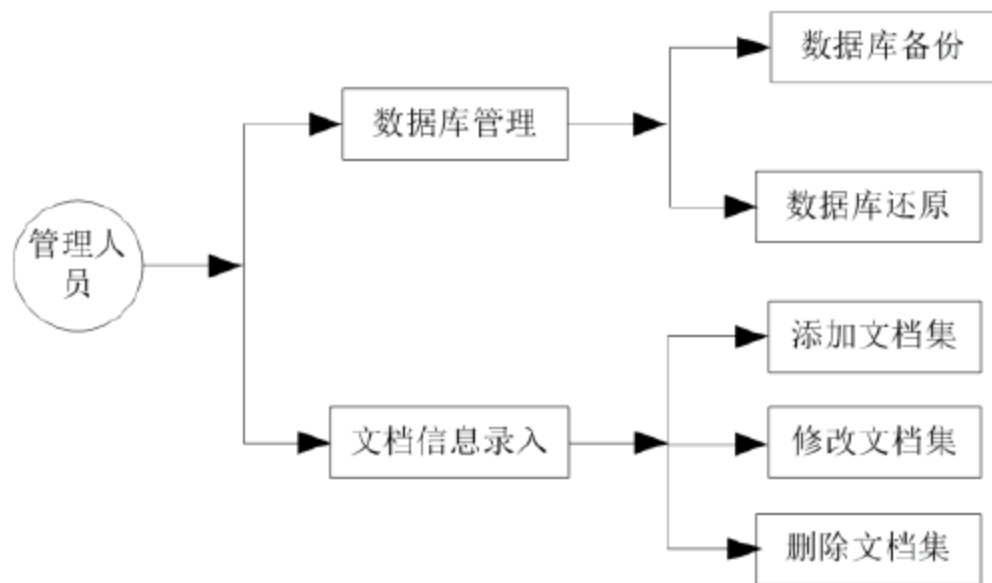 数据库备份
数据库管理
数据库还原
管理人
员
添加文档集
文档信息录入
修改文档集
删除文档集